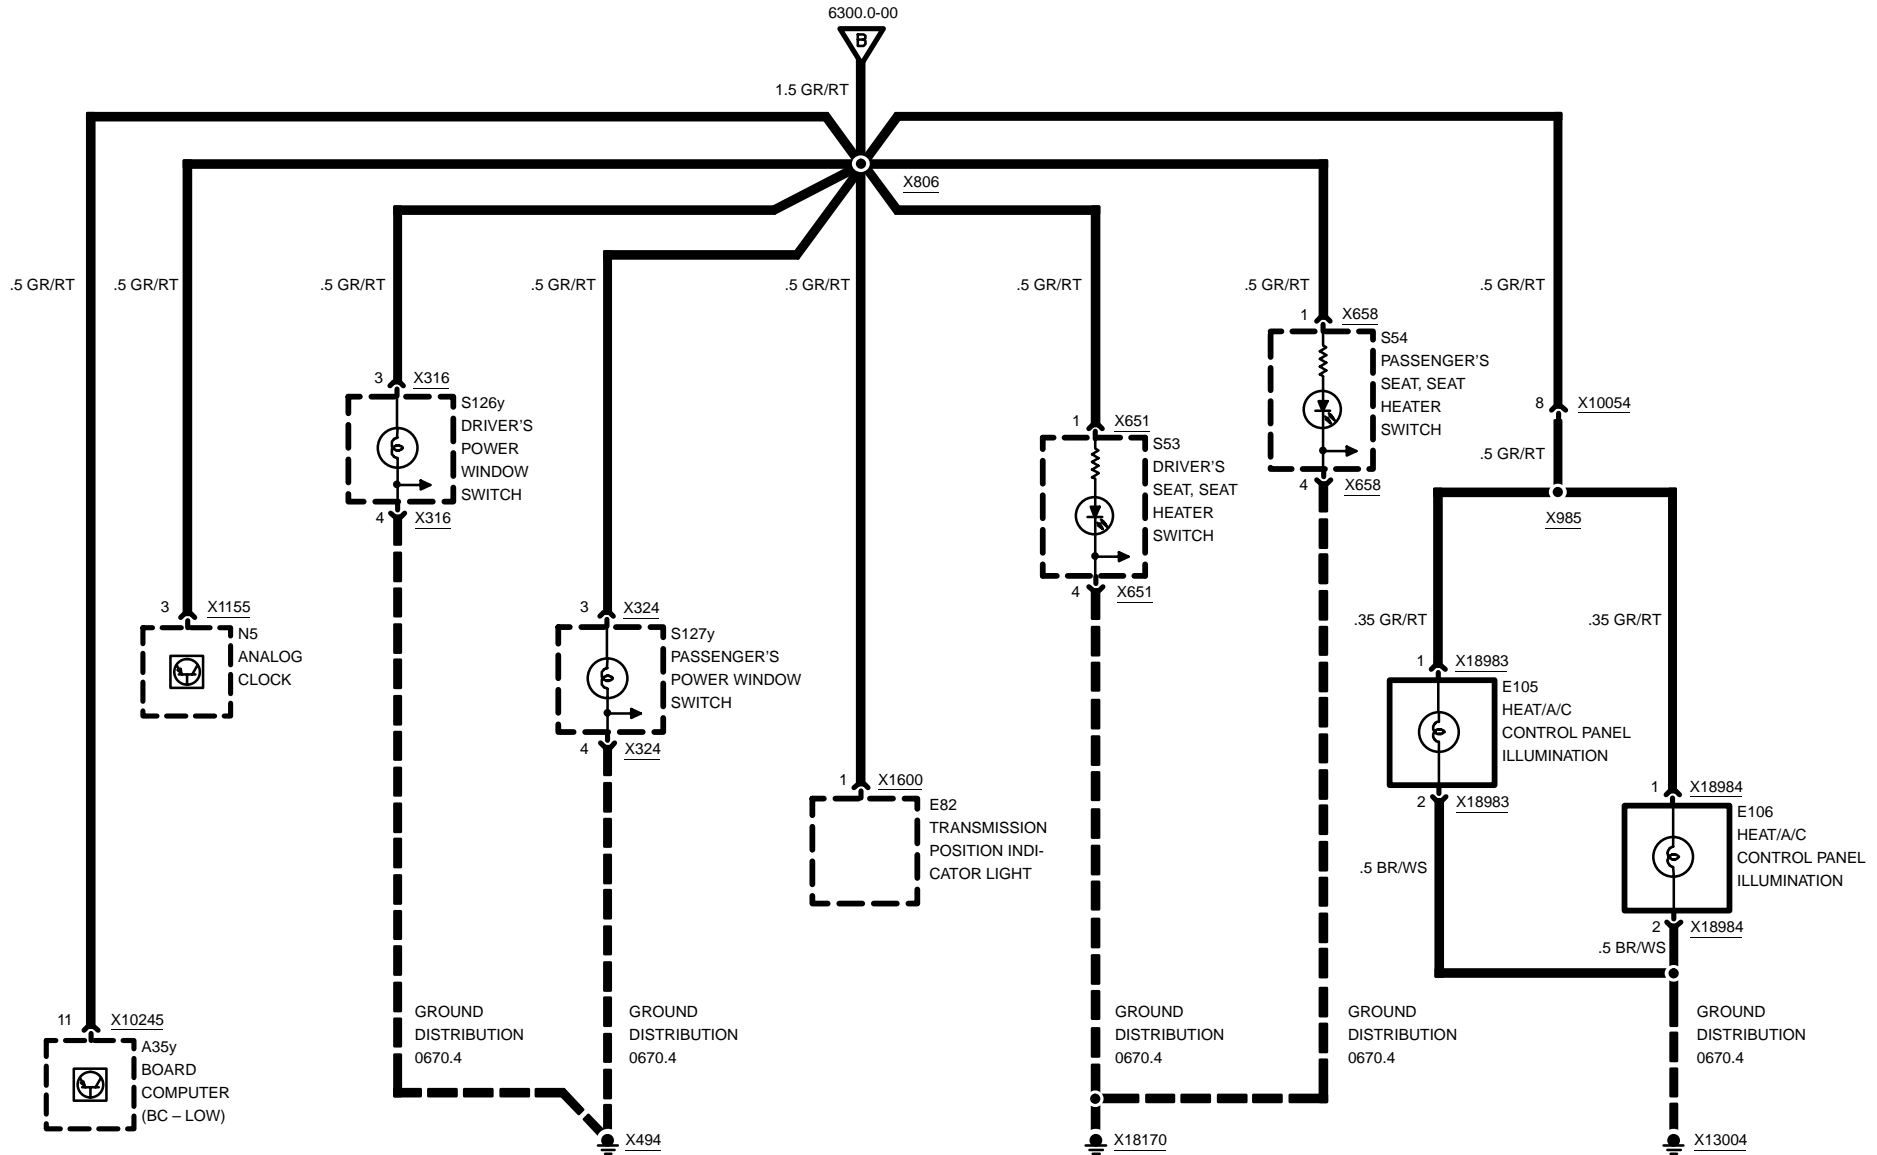 6300.0-00
B
1.5 GR/RT
X806
.5 GR/RT
.5 GR/RT
.5 GR/RT
.5 GR/RT
.5 GR/RT
.5 GR/RT
.5 GR/RT
.5 GR/RT
1 X658
S54
PASSENGER'S
SEAT, SEAT
HEATER
SWITCH
4 X658
3 X316
S126y
DRIVER'S
POWER
WINDOW
SWITCH
4 X316
1 X651
S53
DRIVER'S
SEAT, SEAT
HEATER
SWITCH
4 X651
8 X10054
.5 GR/RT
X985
3 X1155
N5
ANALOG
CLOCK
3 X324
S127y
PASSENGER'S
POWER WINDOW
SWITCH
4 X324
.35 GR/RT
.35 GR/RT
1 X18983
E105
HEAT/A/C
CONTROL PANEL
ILLUMINATION
2 X18983
1 X1600
E82
TRANSMISSION
POSITION INDI-
CATOR LIGHT
1 X18984
E106
HEAT/A/C
CONTROL PANEL
ILLUMINATION
2 X18984
.5 BR/WS
.5 BR/WS
11 X10245
A35y
BOARD
COMPUTER
(BC – LOW)
GROUND
DISTRIBUTION
0670.4
GROUND
DISTRIBUTION
0670.4
GROUND
DISTRIBUTION
0670.4
GROUND
DISTRIBUTION
0670.4
GROUND
DISTRIBUTION
0670.4
X494
X18170
X13004